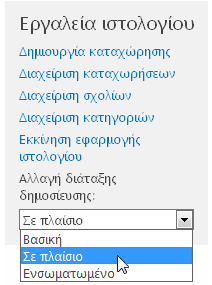 Εργαλεία ιστολογίου
Δημιουργία καταχώρησης
Διαχείριση καταχωρήσεων
Διαχείριση σχολίων
Διαχείριση κατηγοριών
Εκκίνηση εφαρμογής
ιστολογίου
Αλλαγή διάταξης
δημοσίευσης:
Σε πλαίσιο
Βασική
Σε πλαίσιο
Ενσωματωμένο